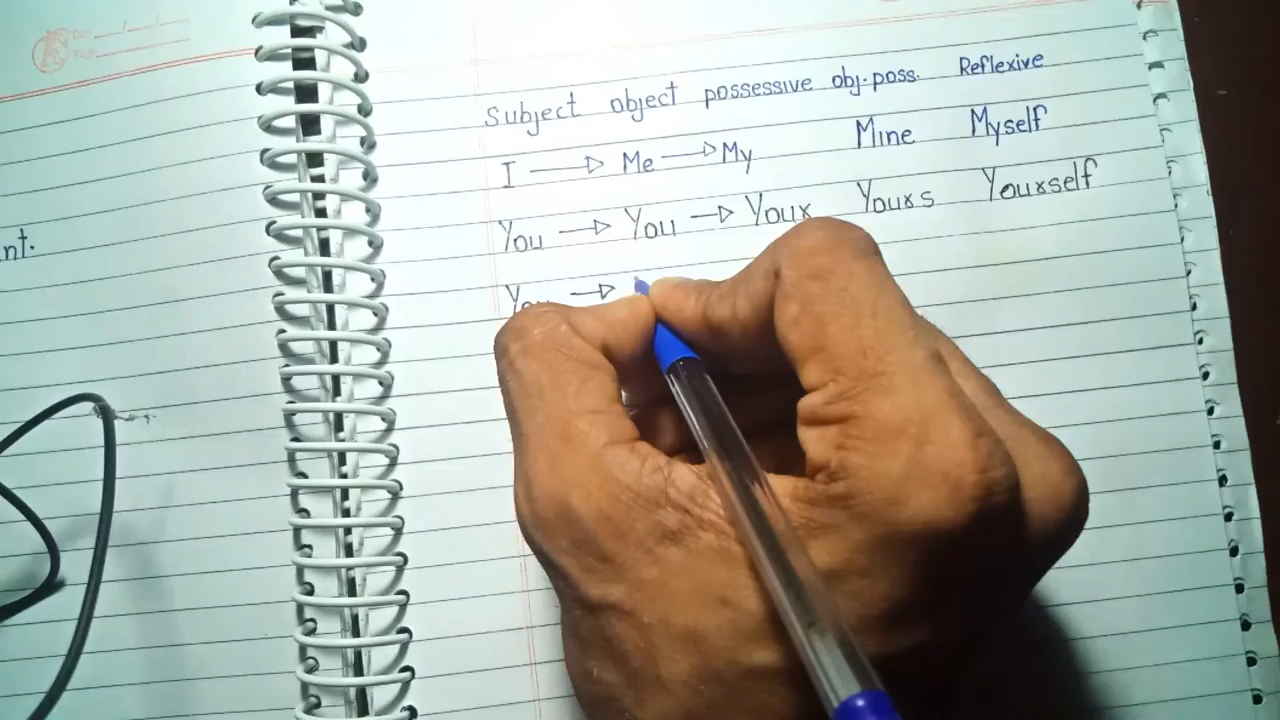 Subject object possessive obj.poss. Reflexive
I → Me → My Mine Myself
You → You → Your Yours Yourself
You →
nt.